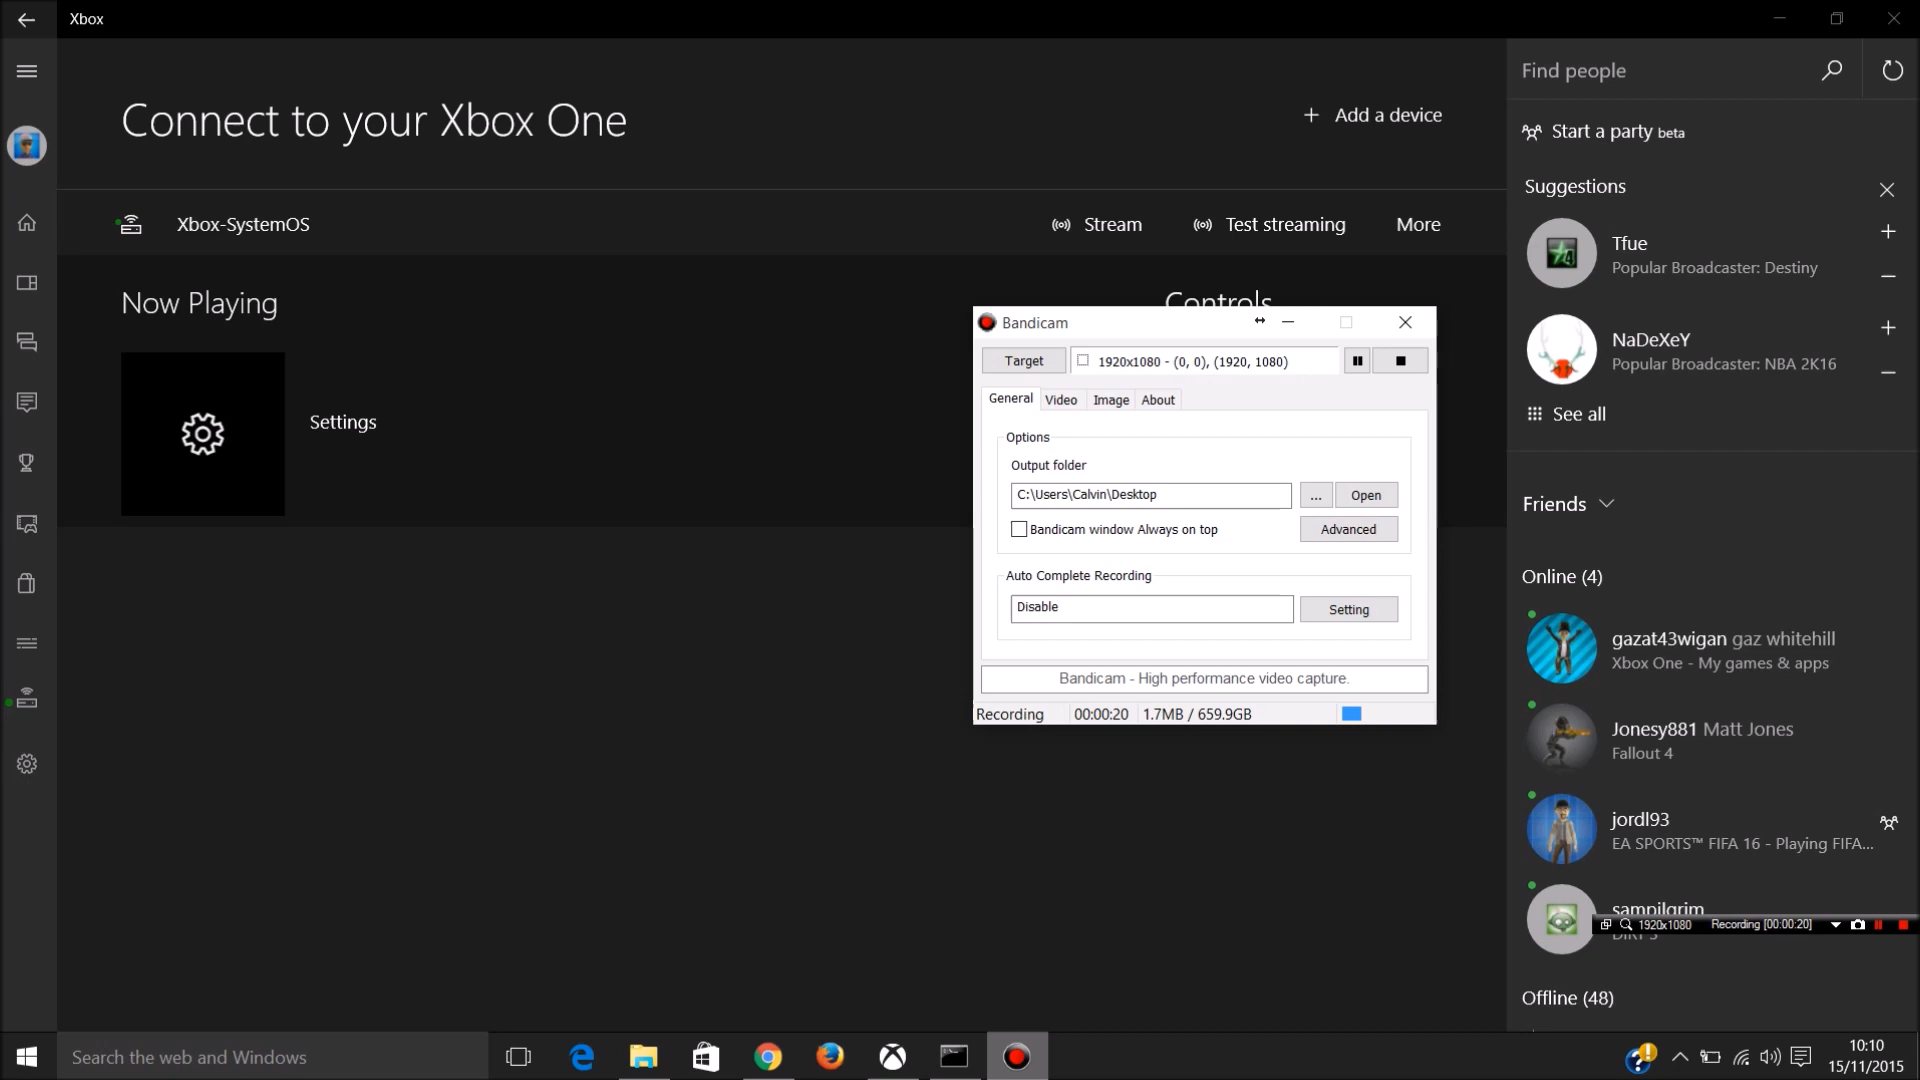 Xbox
Connect to your Xbox One
+ Add a device
Xbox-SystemOS
Stream
Test streaming
More
Now Playing
Controls
Settings
Bandicam
Target
1920x1080 - (0, 0), (1920, 1080)
General
Video
Image
About
Options
Output folder
C:\Users\Calvin\Desktop
...
Open
Bandicam window Always on top
Advanced
Auto Complete Recording
Disable
Setting
Bandicam - High performance video capture.
Recording
00:00:20
1.7MB / 659.9GB
Find people
Start a party beta
Suggestions
Tfue
Popular Broadcaster: Destiny
NaDeXeY
Popular Broadcaster: NBA 2K16
See all
Friends
Online (4)
gazat43wigan gaz whitehill
Xbox One - My games & apps
Jonesy881 Matt Jones
Fallout 4
jordl93
EA SPORTS™ FIFA 16 - Playing FIFA...
sampilgrim
1920x1080
Recording [00:00:20]
Offline (48)
Search the web and Windows
10:10
15/11/2015